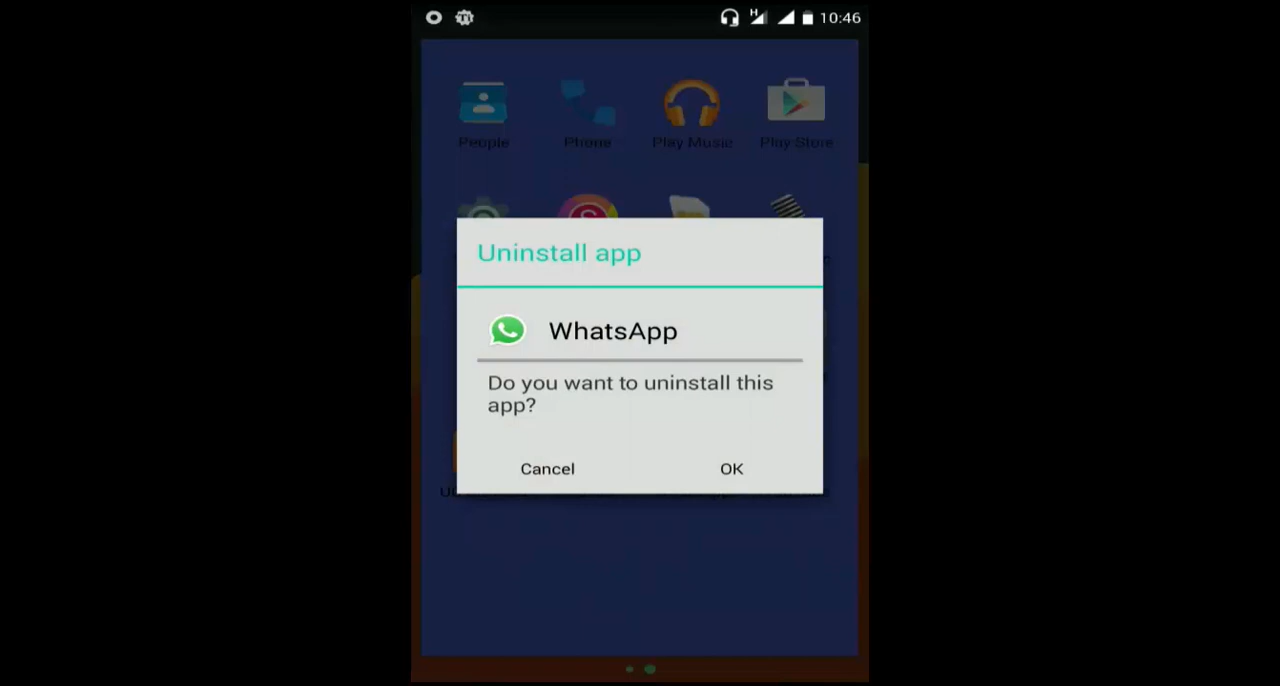 H 10:46
People Phone Play Music Play Store
Uninstall app
WhatsApp
Do you want to uninstall this
app?
Cancel OK